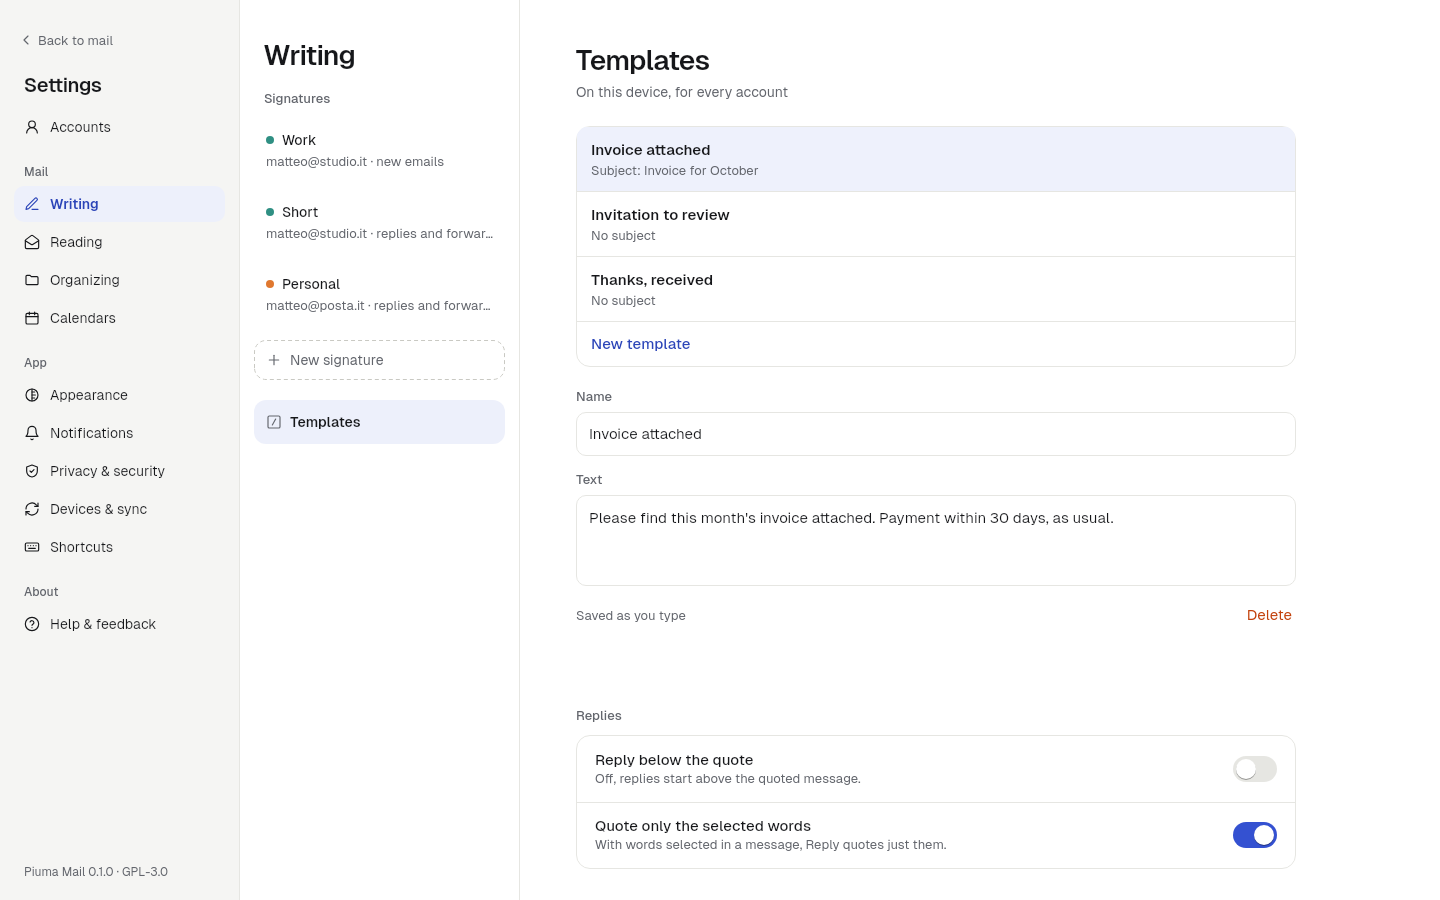 Back to mail
Settings
Accounts
Mail
Writing
Reading
Organizing
Calendars
App
Appearance
Notifications
Privacy & security
Devices & sync
Shortcuts
About
Help & feedback
Piuma Mail 0.1.0 · GPL-3.0
Writing
Signatures
Work
matteo@studio.it · new emails
Short
matteo@studio.it · replies and forwar…
Personal
matteo@posta.it · replies and forwar…
New signature
Templates
Templates
On this device, for every account
Invoice attached
Subject: Invoice for October
Invitation to review
No subject
Thanks, received
No subject
New template
Name
Invoice attached
Text
Please find this month's invoice attached. Payment within 30 days, as usual.
Saved as you type
Delete
Replies
Reply below the quote
Off, replies start above the quoted message.
Quote only the selected words
With words selected in a message, Reply quotes just them.